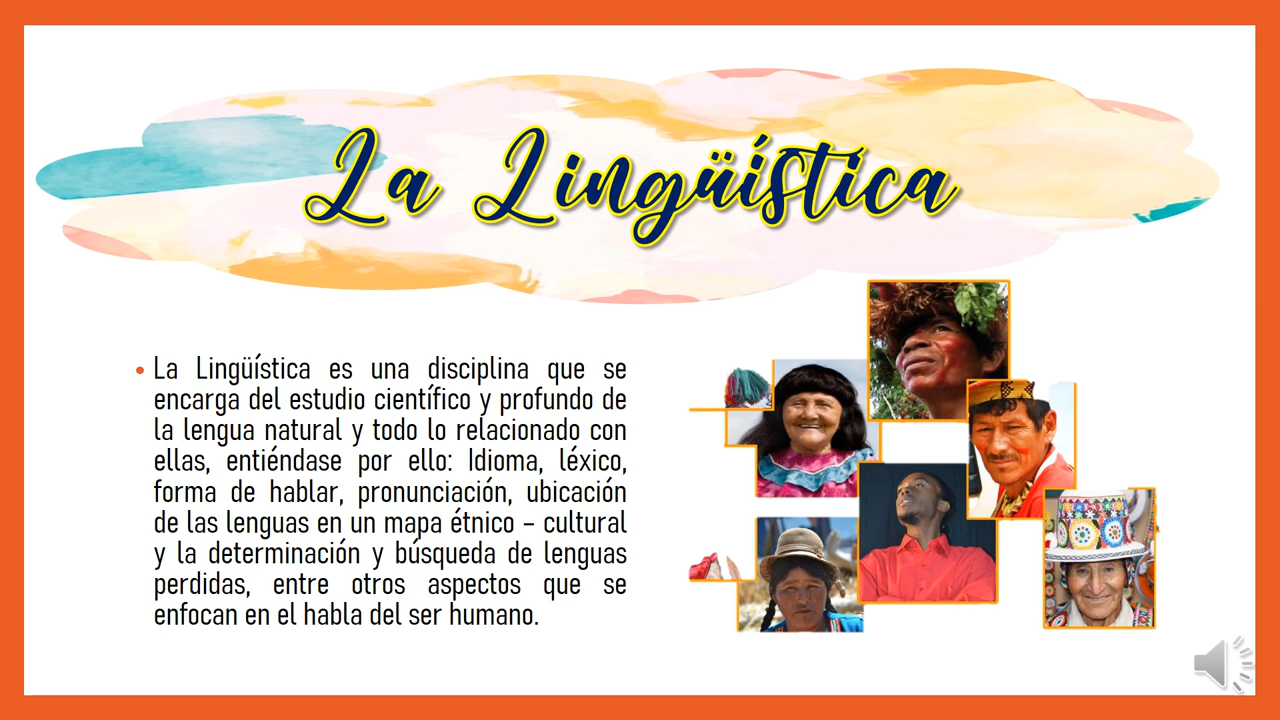 La Lingüística
• La Lingüística es una disciplina que se
encarga del estudio científico y profundo de
la lengua natural y todo lo relacionado con
ellas, entiéndase por ello: Idioma, léxico,
forma de hablar, pronunciación, ubicación
de las lenguas en un mapa étnico – cultural
y la determinación y búsqueda de lenguas
perdidas, entre otros aspectos que se
enfocan en el habla del ser humano.